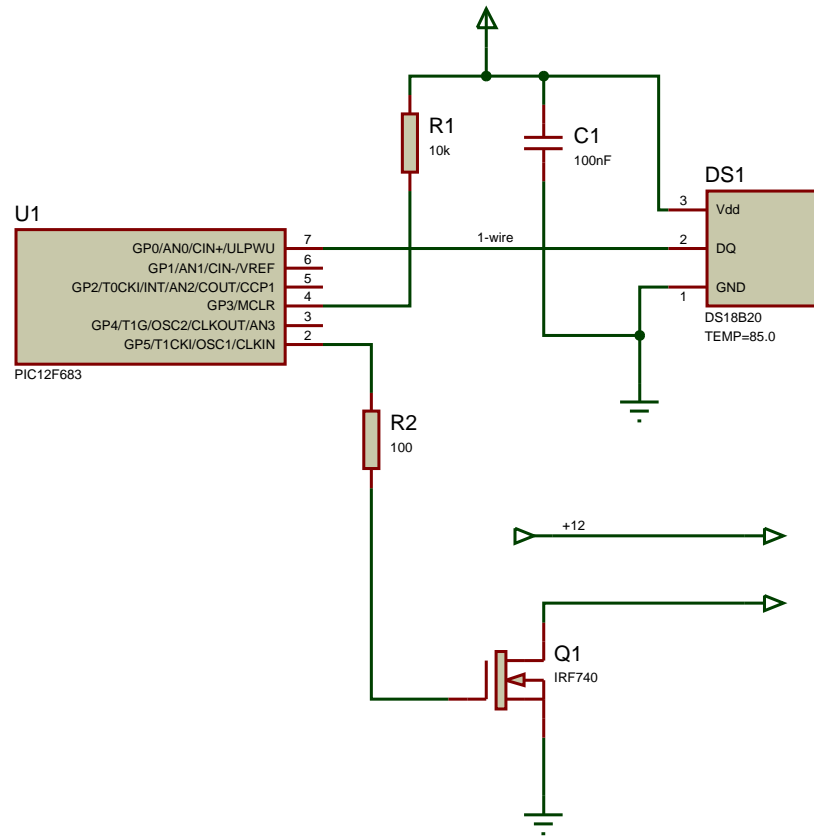 R1
10k
C1
100nF
DS1
3
Vdd
2
DQ
1
GND
DS18B20
TEMP=85.0
1-wire
U1
GP0/AN0/CIN+/ULPWU
7
GP1/AN1/CIN-/VREF
6
GP2/T0CKI/INT/AN2/COUT/CCP1
5
GP3/MCLR
4
GP4/T1G/OSC2/CLKOUT/AN3
3
GP5/T1CKI/OSC1/CLKIN
2
PIC12F683
R2
100
+12
Q1
IRF740